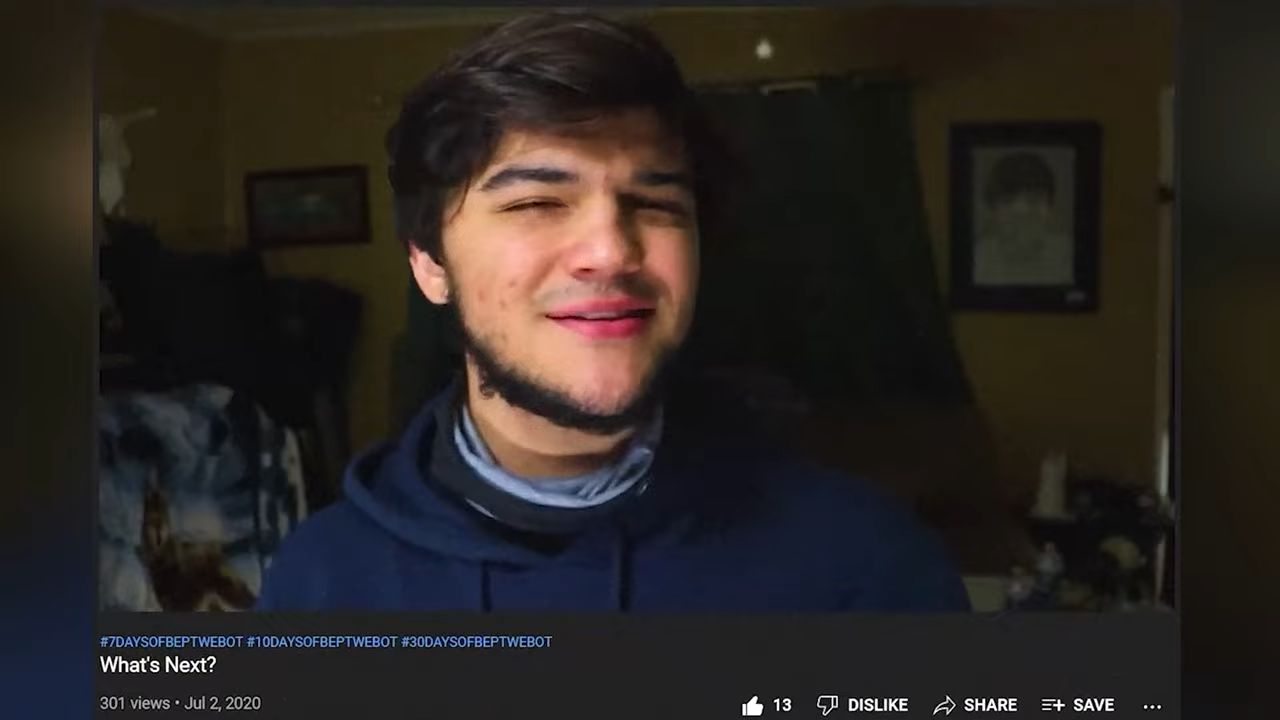 #7DAYSOFBEPTWEBOT #10DAYSOFBEPTWEBOT #30DAYSOFBEPTWEBOT
What's Next?
301 views • Jul 2, 2020 13 DISLIKE SHARE SAVE